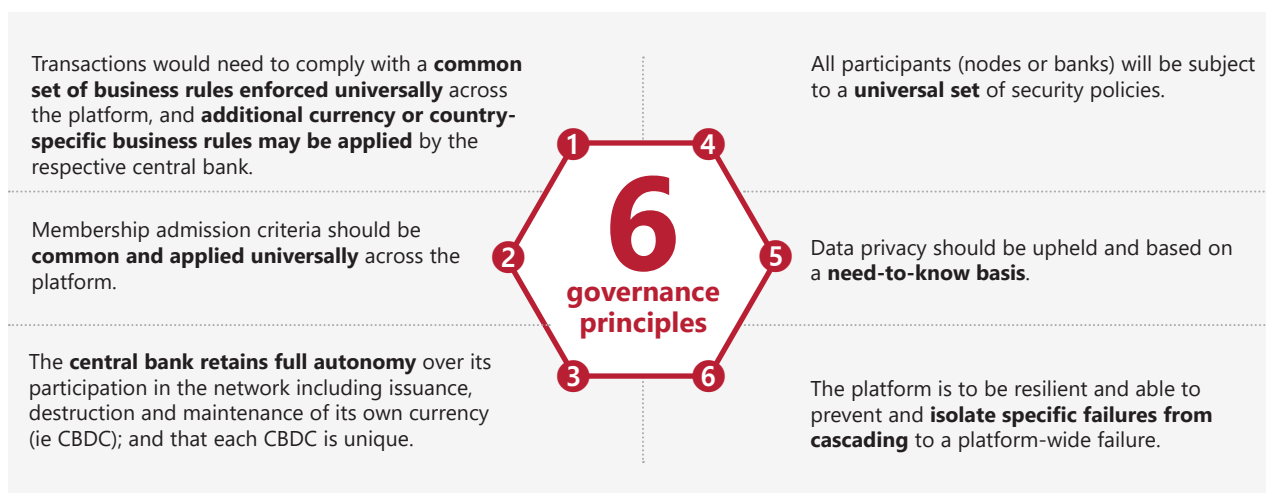 Transactions would need to comply with a common
set of business rules enforced universally across
the platform, and additional currency or country-
specific business rules may be applied by the
respective central bank.
1
Membership admission criteria should be
common and applied universally across the
platform.
2
The central bank retains full autonomy over its
participation in the network including issuance,
destruction and maintenance of its own currency
(ie CBDC); and that each CBDC is unique.
3
6
governance
principles
4
All participants (nodes or banks) will be subject
to a universal set of security policies.
5
Data privacy should be upheld and based on
a need-to-know basis.
6
The platform is to be resilient and able to
prevent and isolate specific failures from
cascading to a platform-wide failure.